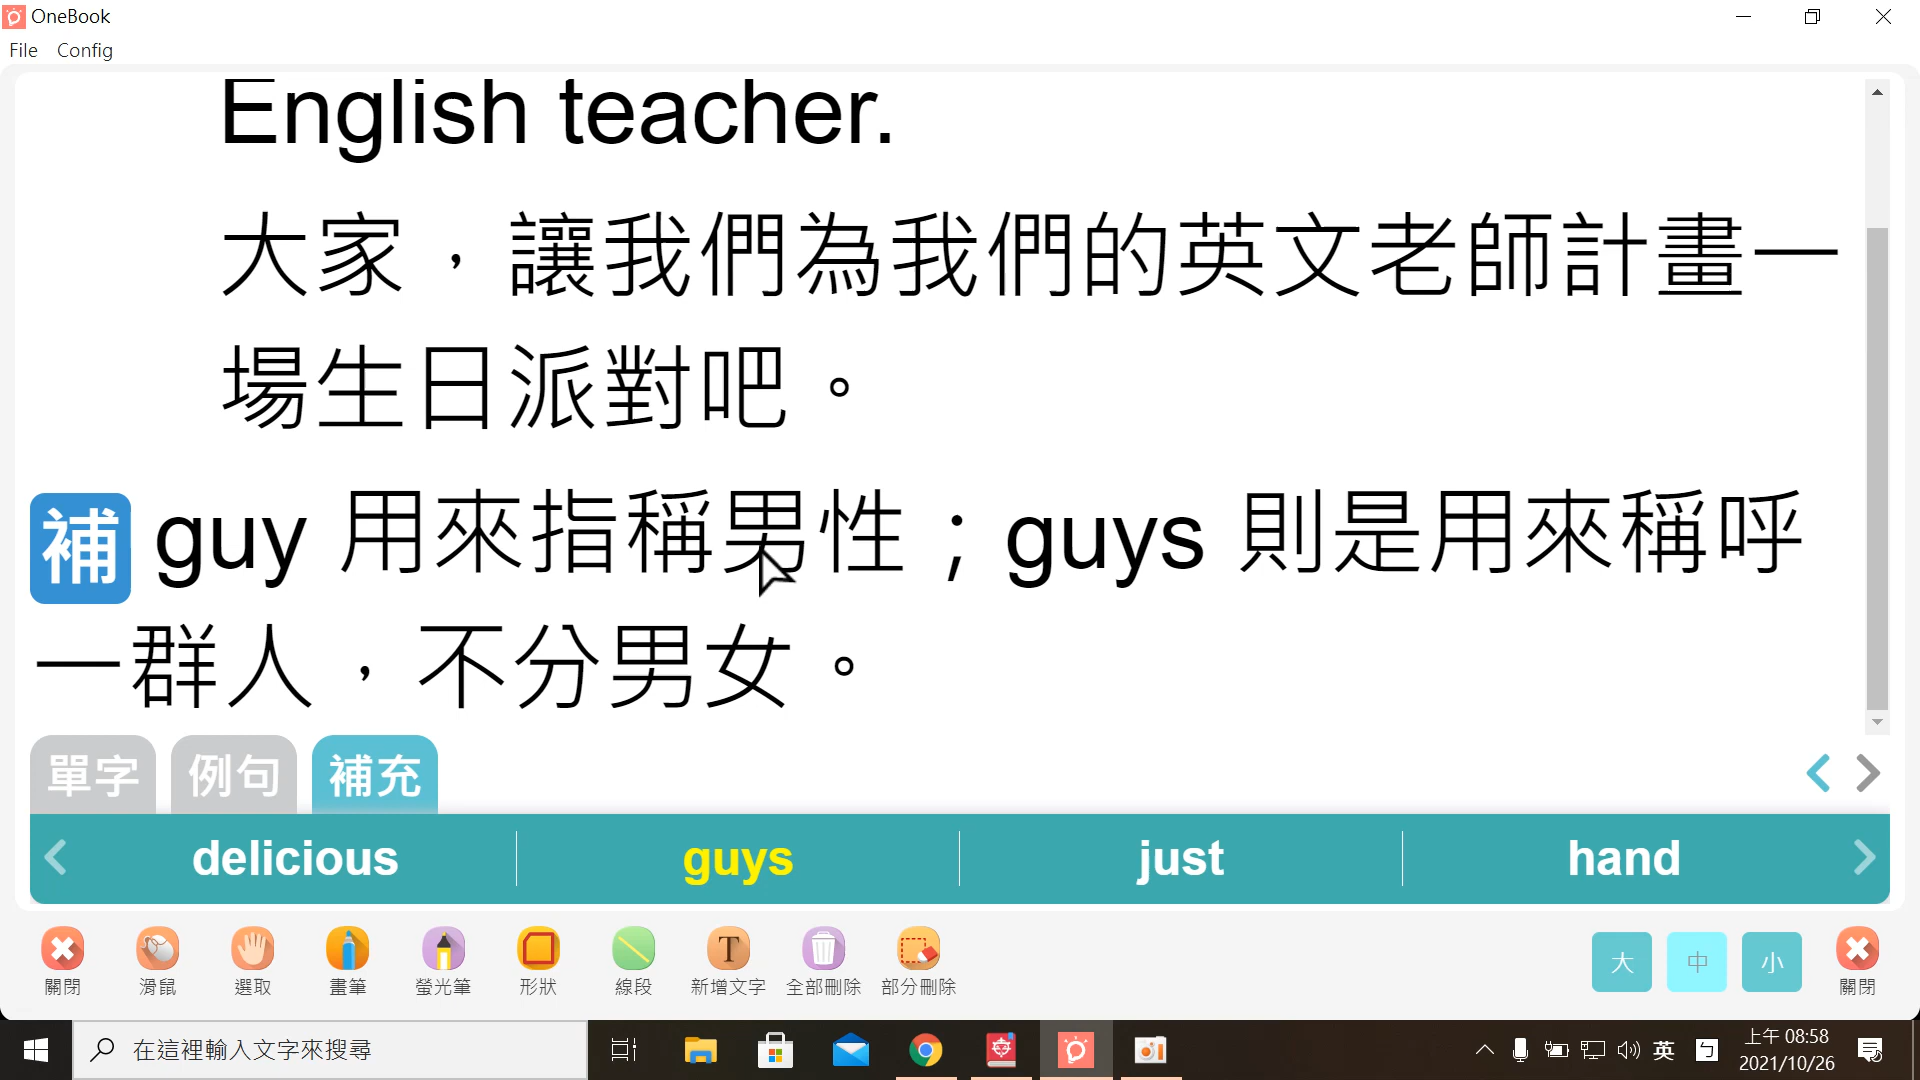 OneBook
File Config
English teacher.
大家，讓我們為我們的英文老師計畫一
場生日派對吧。
補 guy 用來指稱男性；guys 則是用來稱呼
一群人，不分男女。
單字 例句 補充
delicious guys just hand
關閉 滑鼠 選取 畫筆 螢光筆 形狀 線段 新增文字 全部刪除 部分刪除 大 中 小 關閉
在這裡輸入文字來搜尋
英 ㄅ
上午 08:58
2021/10/26